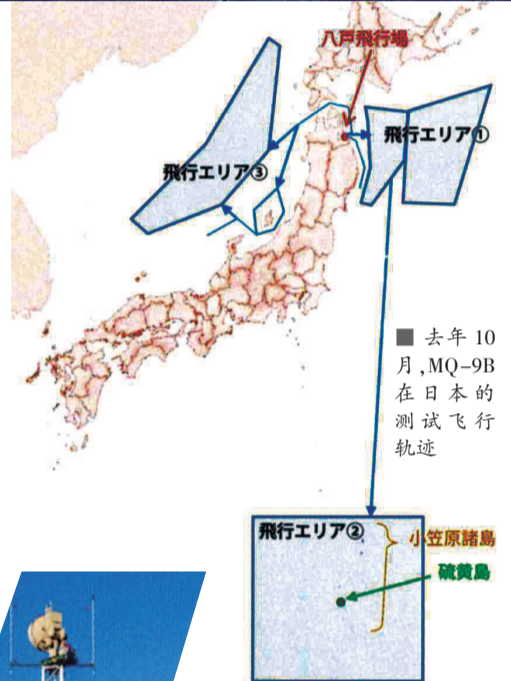 八戸飛行場
飛行エリア①
飛行エリア③
■ 去年 10
月,MQ-9B
在日本的
测试飞行
轨迹
飛行エリア②
小笠原諸島
硫黄島